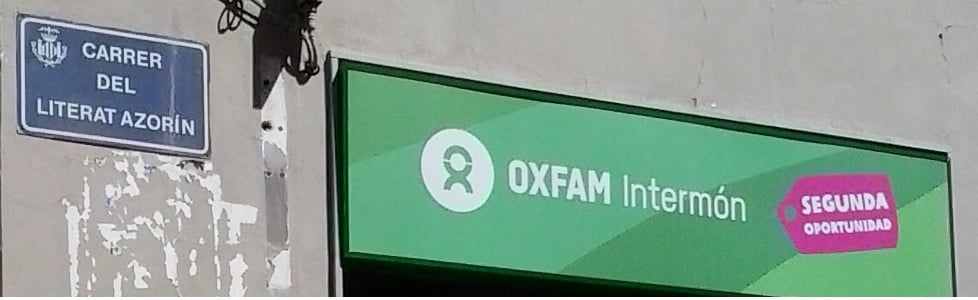 CARRER
DEL
LITERAT AZORÍN
OXFAM Intermón
SEGUNDA
OPORTUNIDAD